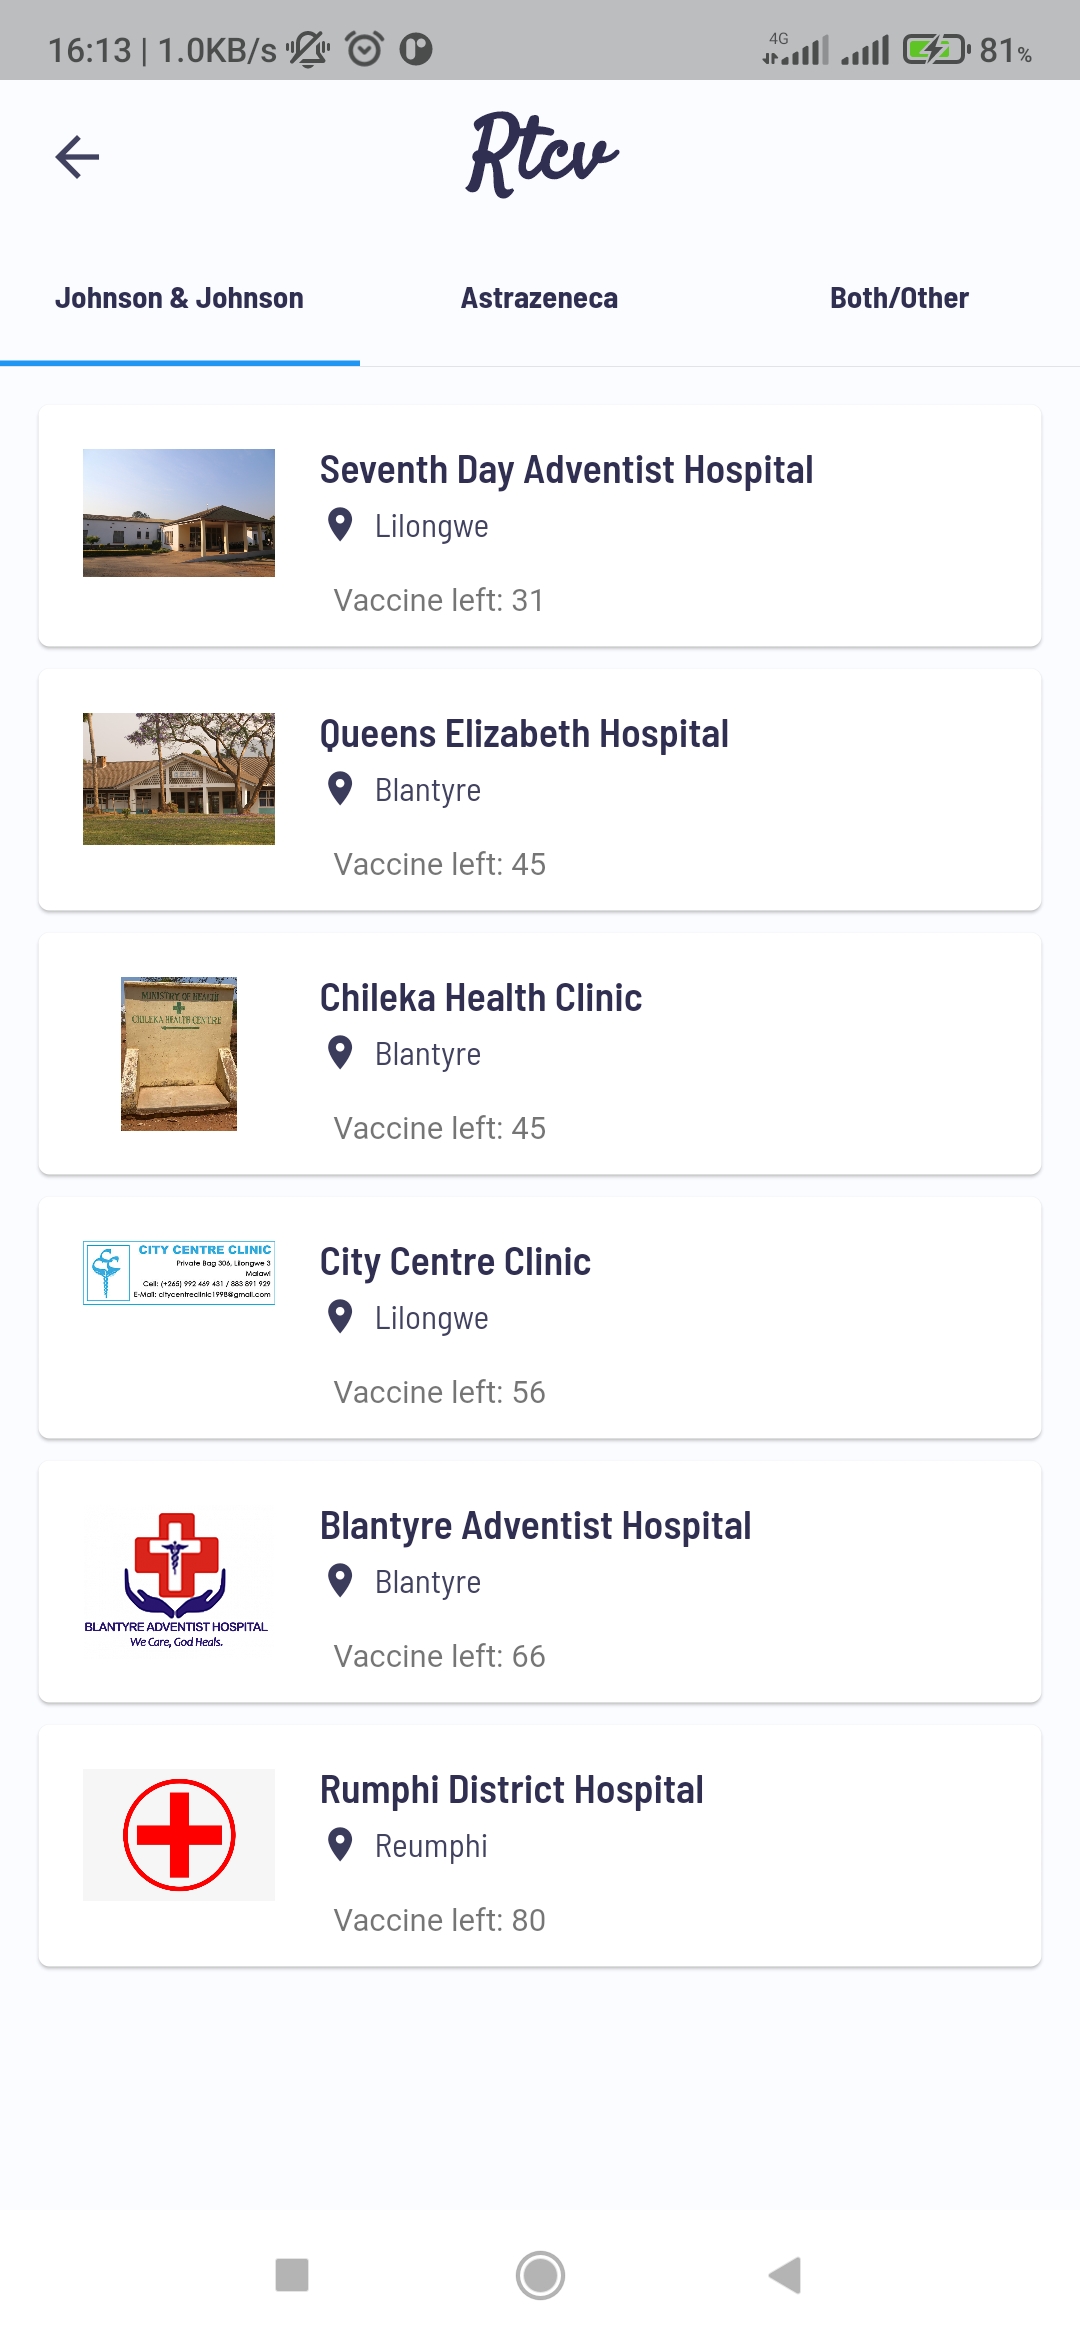 16:13 | 1.0KB/s 4G 81%
Rtcv
Johnson & Johnson Astrazeneca Both/Other
Seventh Day Adventist Hospital
Lilongwe
Vaccine left: 31
Queens Elizabeth Hospital
Blantyre
Vaccine left: 45
MINISTRY OF HEALTH
CHILEKA HEALTH CENTRE
Chileka Health Clinic
Blantyre
Vaccine left: 45
CITY CENTRE CLINIC
Private Bag 306, Lilongwe 3
Malawi
Cell: (+265) 992 469 431 / 883 891 929
E-Mail: citycentreclinic1998@gmail.com
City Centre Clinic
Lilongwe
Vaccine left: 56
BLANTYRE ADVENTIST HOSPITAL
We Care, God Heals.
Blantyre Adventist Hospital
Blantyre
Vaccine left: 66
Rumphi District Hospital
Reumphi
Vaccine left: 80